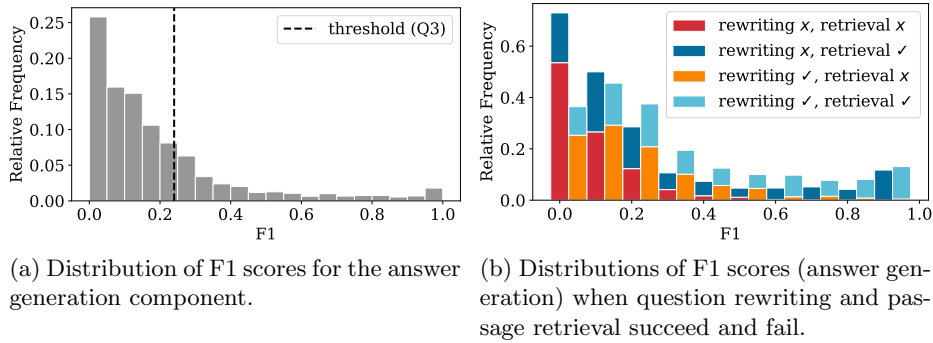 threshold (Q3)
Relative Frequency
0.25
0.20
0.15
0.10
0.05
0.00
0.0 0.2 0.4 0.6 0.8 1.0
F1
(a) Distribution of F1 scores for the answer
generation component.
rewriting x, retrieval x
rewriting x, retrieval ✓
rewriting ✓, retrieval x
rewriting ✓, retrieval ✓
Relative Frequency
0.6
0.4
0.2
0.0
0.0 0.2 0.4 0.6 0.8 1.0
F1
(b) Distributions of F1 scores (answer gen-
eration) when question rewriting and pas-
sage retrieval succeed and fail.